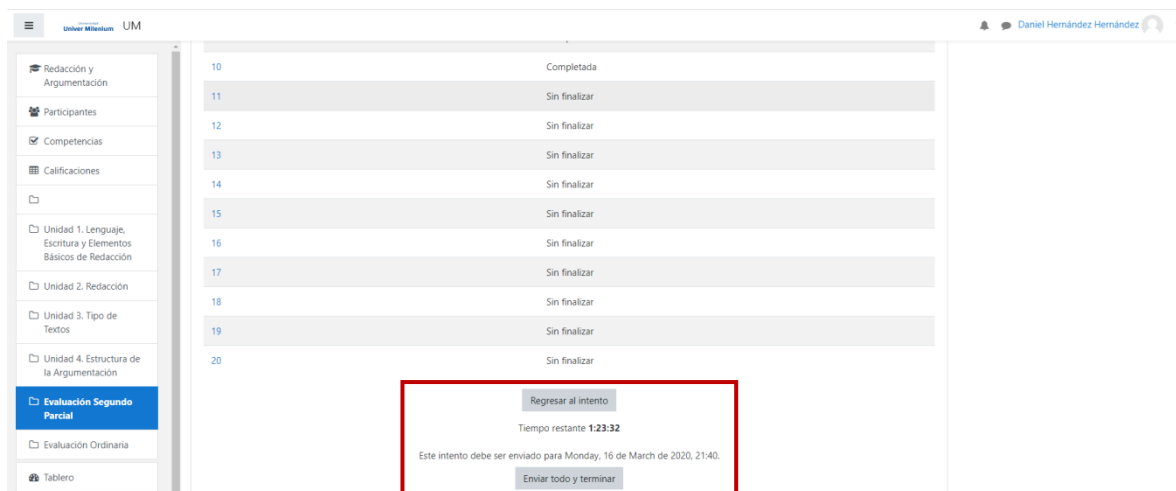 Univer Milenium UM
Daniel Hernández Hernández
Redacción y
Argumentación
Participantes
Competencias
Calificaciones
Unidad 1. Lenguaje,
Escritura y Elementos
Básicos de Redacción
Unidad 2. Redacción
Unidad 3. Tipo de
Textos
Unidad 4. Estructura de
la Argumentación
Evaluación Segundo
Parcial
Evaluación Ordinaria
Tablero
10 Completada
11 Sin finalizar
12 Sin finalizar
13 Sin finalizar
14 Sin finalizar
15 Sin finalizar
16 Sin finalizar
17 Sin finalizar
18 Sin finalizar
19 Sin finalizar
20 Sin finalizar
Regresar al intento
Tiempo restante 1:23:32
Este intento debe ser enviado para Monday, 16 de March de 2020, 21:40.
Enviar todo y terminar